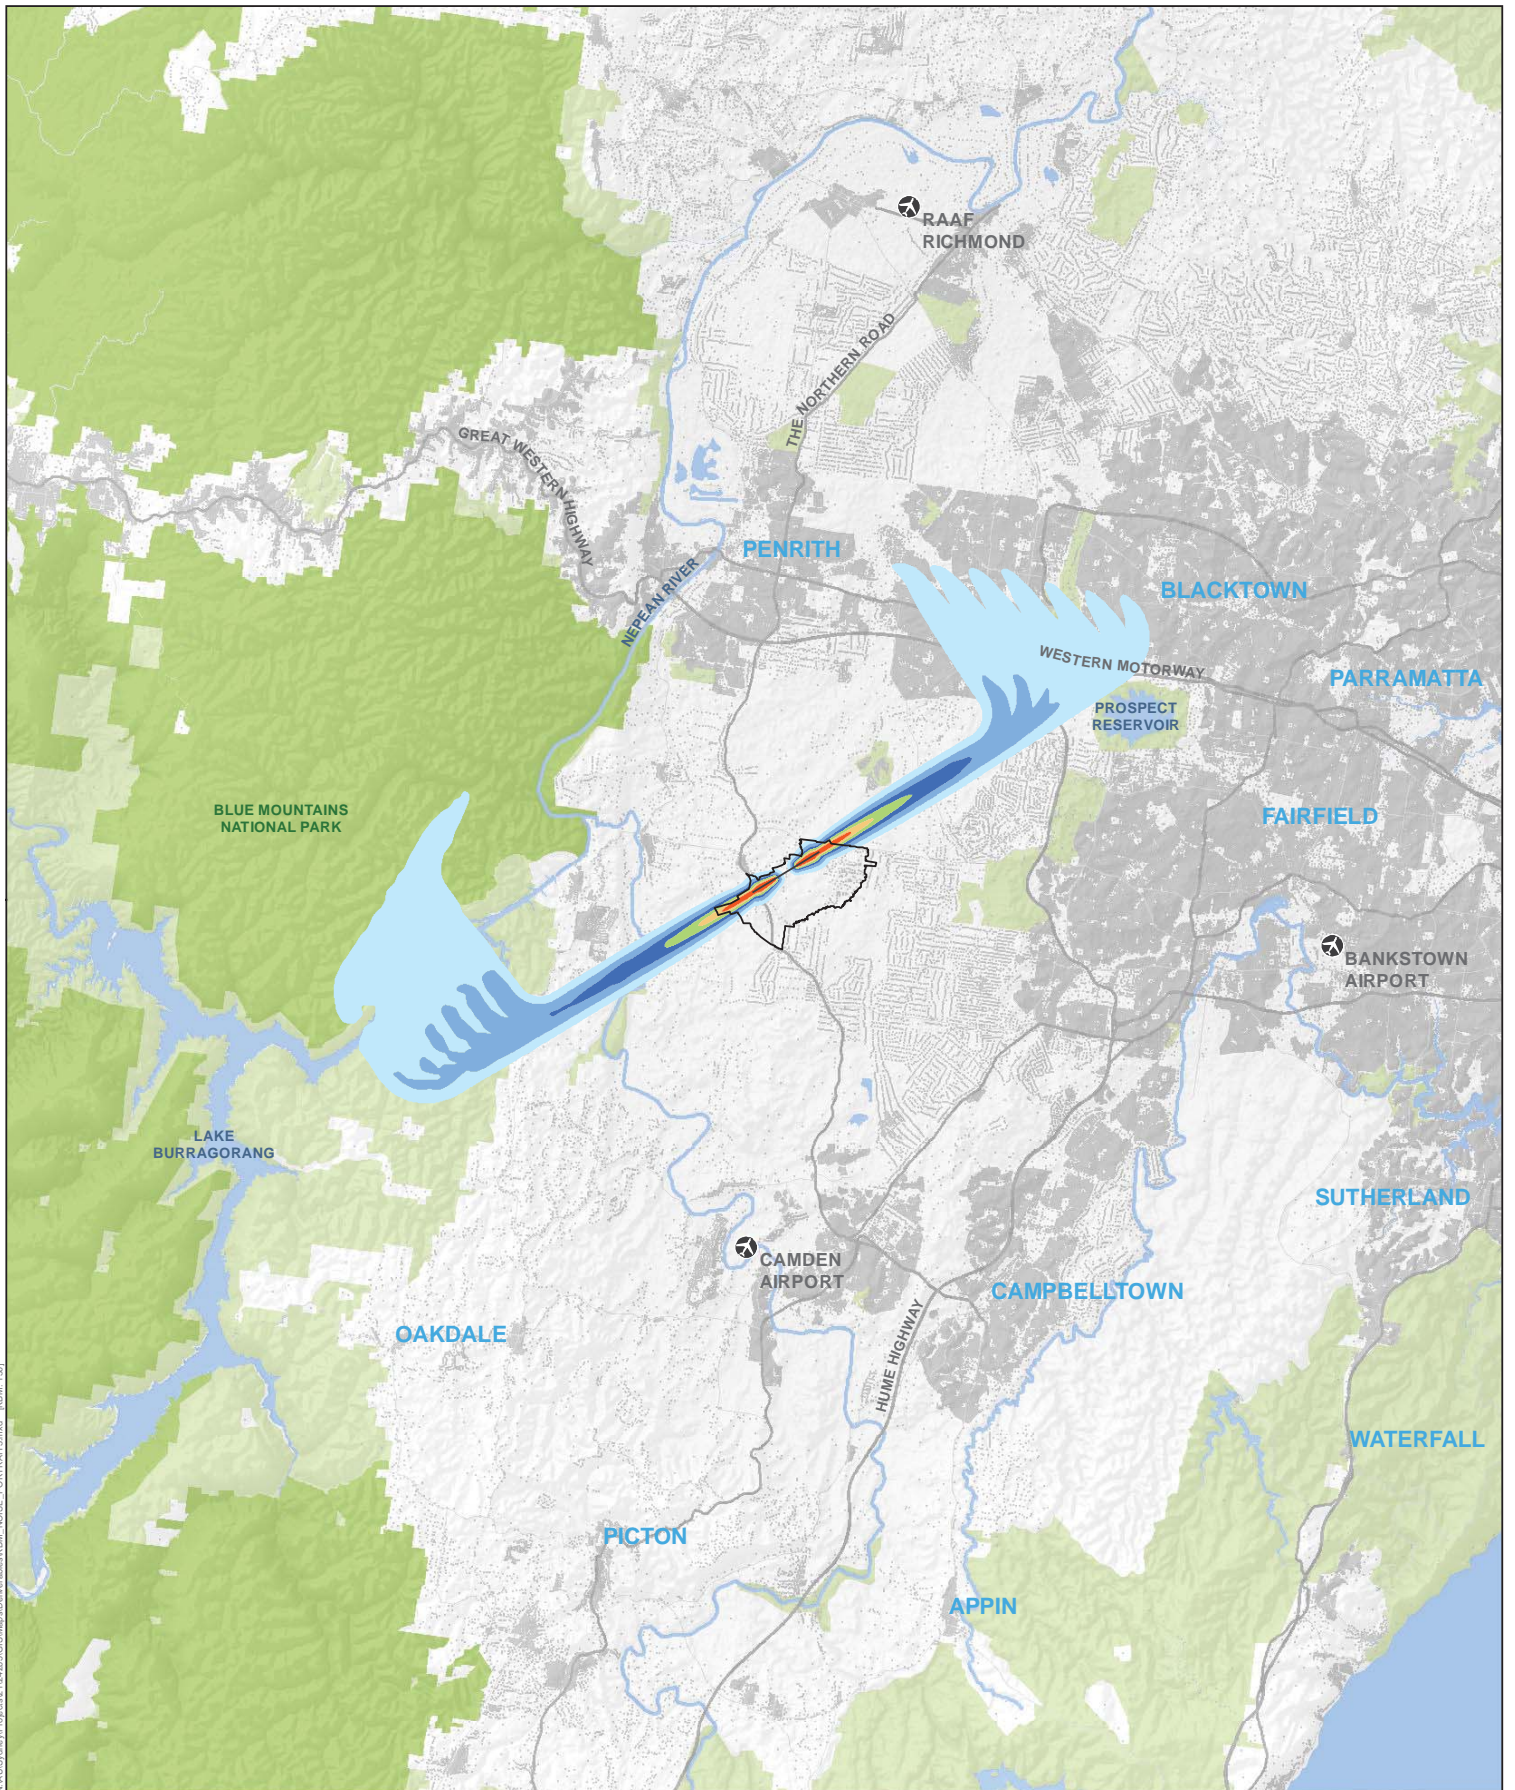 RAAF
RICHMOND
THE NORTHERN ROAD
GREAT WESTERN HIGHWAY
PENRITH
NEPEAN RIVER
BLACKTOWN
WESTERN MOTORWAY
PARRAMATTA
PROSPECT
RESERVOIR
BLUE MOUNTAINS
NATIONAL PARK
FAIRFIELD
BANKSTOWN
AIRPORT
LAKE
BURRAGORANG
SUTHERLAND
CAMDEN
AIRPORT
CAMPBELLTOWN
OAKDALE
HUME HIGHWAY
WATERFALL
PICTON
APPIN